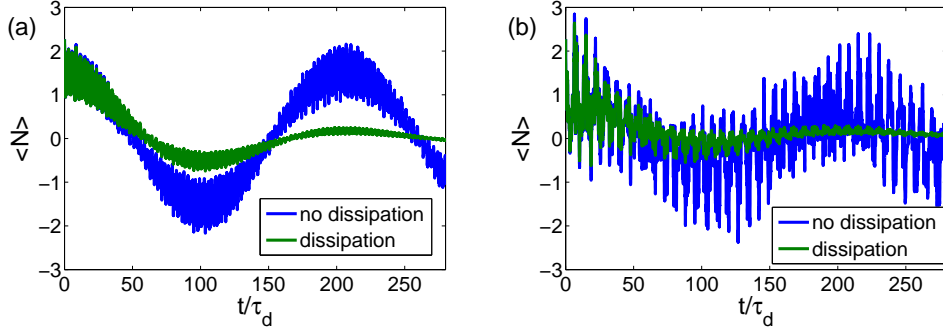 (a)
3
2
1
0
−1
−2
−3
<N>
0 50 100 150 200 250
t/τd
no dissipation
dissipation
(b)
3
2
1
0
−1
−2
−3
<N>
0 50 100 150 200 250
t/τd
no dissipation
dissipation